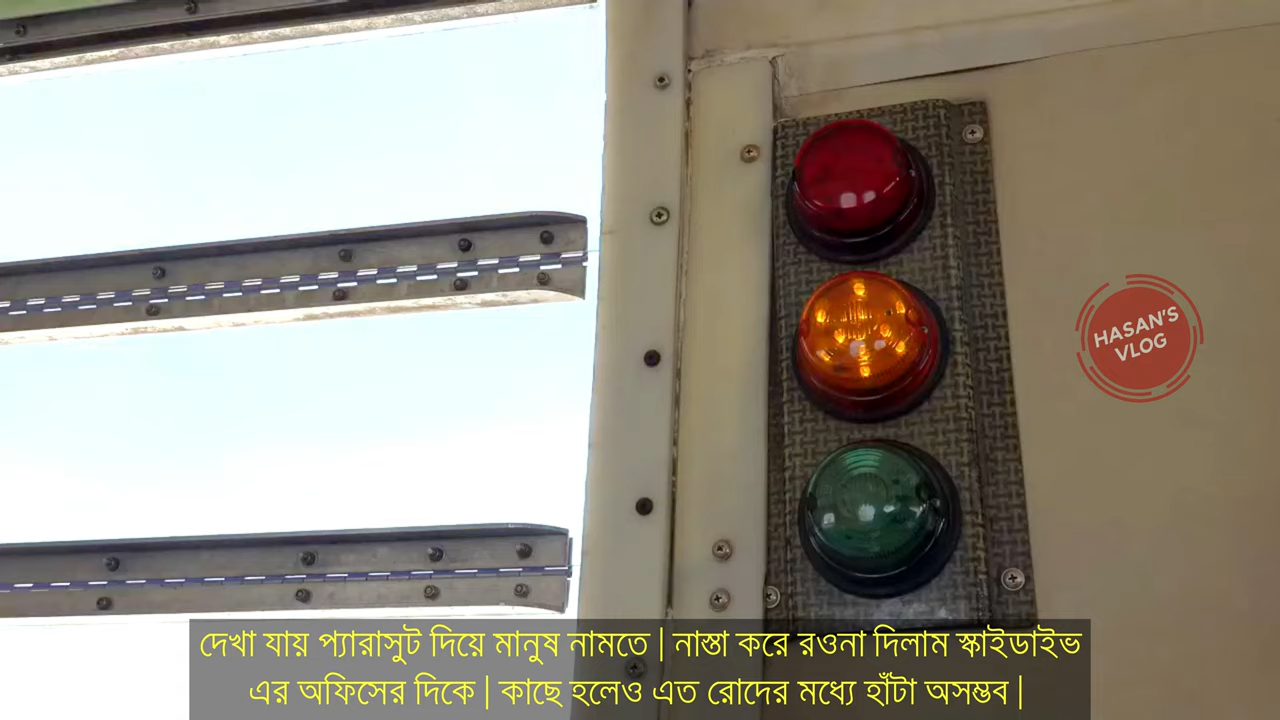 HASAN'S
VLOG
দেখা যায় প্যারাসুট দিয়ে মানুষ নামতে | নাস্তা করে রওনা দিলাম স্কাইডাইভ
এর অফিসের দিকে | কাছে হলেও এত রোদের মধ্যে হাঁটা অসম্ভব |